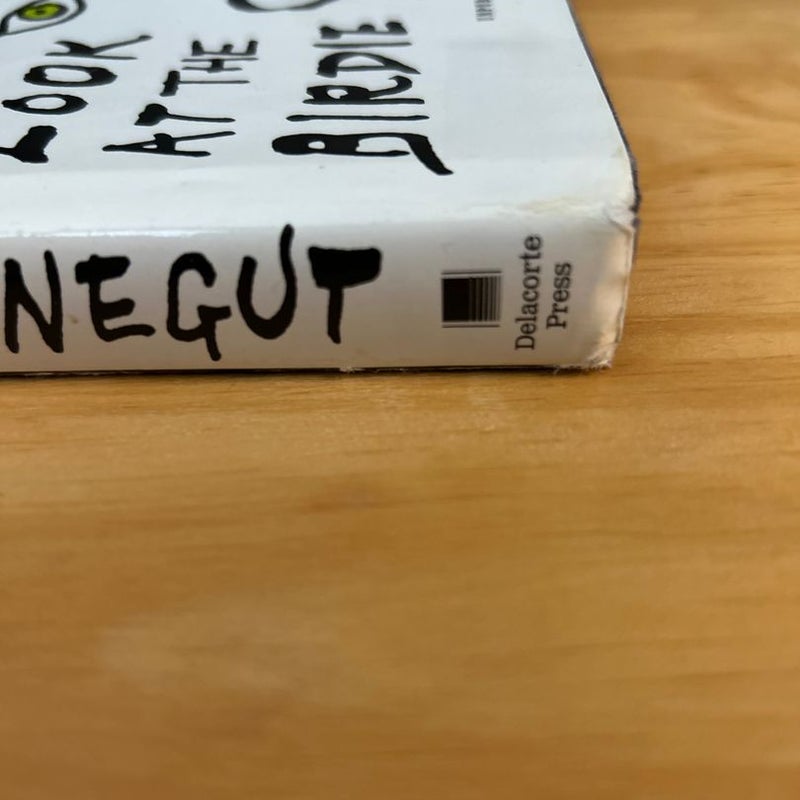 LOOK
AT THE
BIRDIE
NEGUT
Delacorte
Press